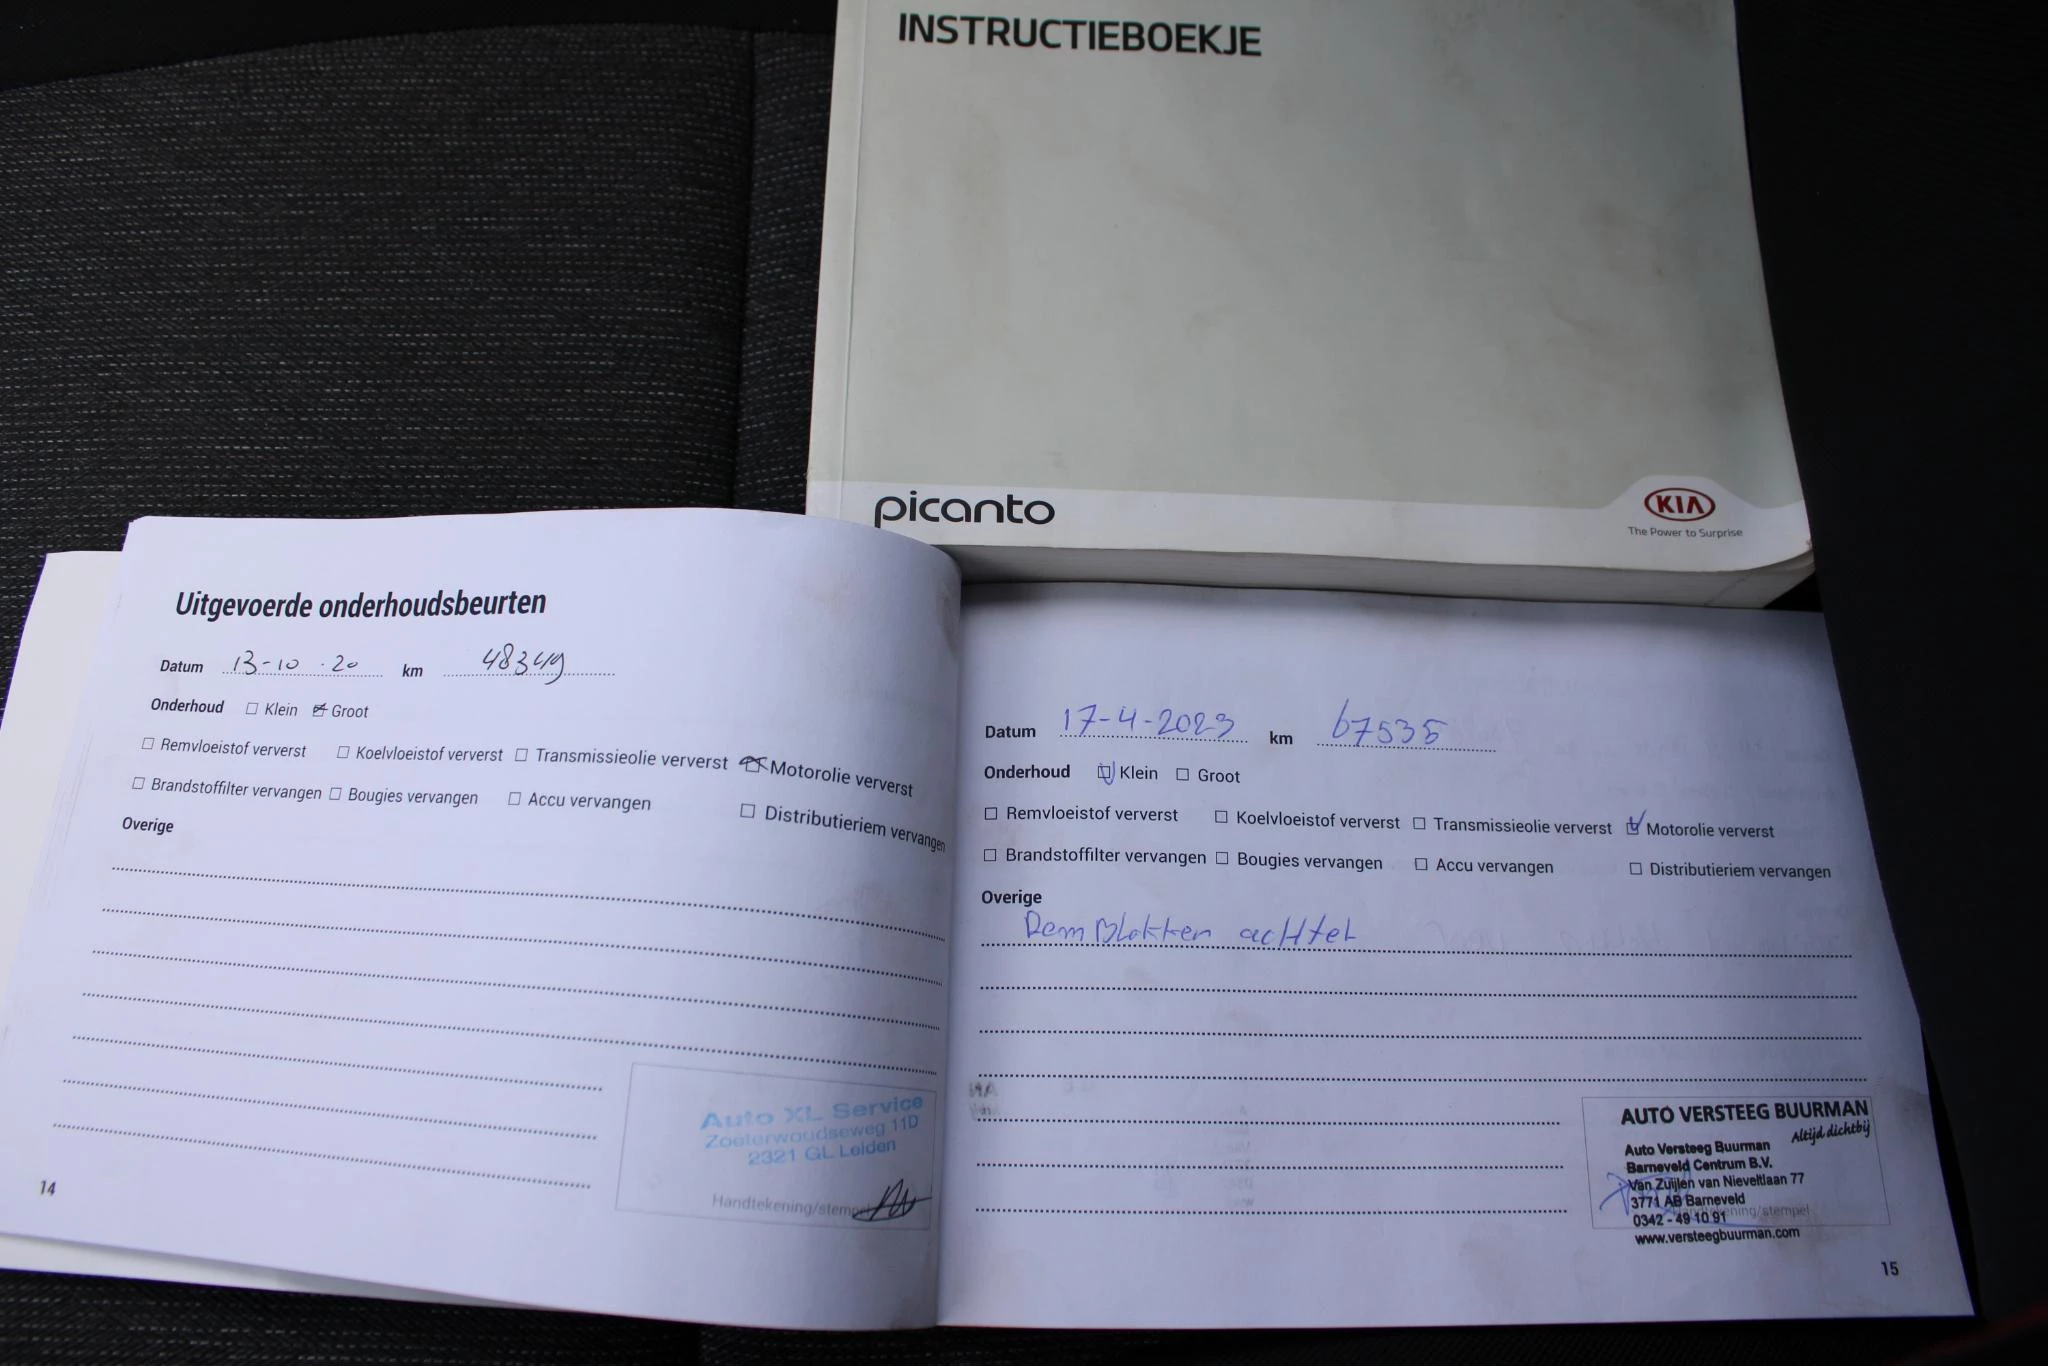 INSTRUCTIEBOEKJE
picanto
KIA
The Power to Surprise
Uitgevoerde onderhoudsbeurten
Datum 13-10-20 km 48349
Onderhoud Klein Groot
Remvloeistof ververst Koelvloeistof ververst Transmissieolie ververst Motorolie ververst
Brandstoffilter vervangen Bougies vervangen Accu vervangen Distributieriem vervangen
Overige
Auto XL Service
Zoeterwoudseweg 11D
2321 GL Leiden
Handtekening/stempel
14
Datum 17-4-2023 km 67535
Onderhoud Klein Groot
Remvloeistof ververst Koelvloeistof ververst Transmissieolie ververst Motorolie ververst
Brandstoffilter vervangen Bougies vervangen Accu vervangen Distributieriem vervangen
Overige
Remblokken achter
AUTO VERSTEEG BUURMAN
Altijd dichtbij
Auto Versteeg Buurman
Barneveld Centrum B.V.
Van Zuijlen van Nieveltlaan 77
3771 AB Barneveld
Handtekening/stempel
0342 - 49 10 91
www.versteegbuurman.com
15